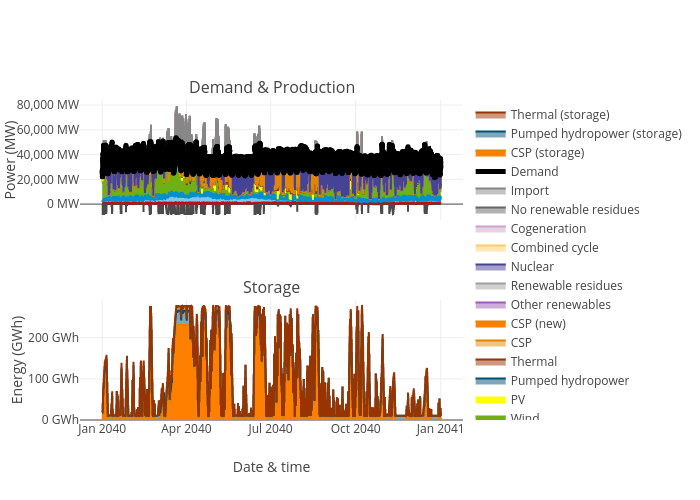 Demand & Production
Power (MW)
80,000 MW
60,000 MW
40,000 MW
20,000 MW
0 MW
Storage
Energy (GWh)
200 GWh
100 GWh
0 GWh
Jan 2040
Apr 2040
Jul 2040
Oct 2040
Jan 2041
Date & time
Thermal (storage)
Pumped hydropower (storage)
CSP (storage)
Demand
Import
No renewable residues
Cogeneration
Combined cycle
Nuclear
Renewable residues
Other renewables
CSP (new)
CSP
Thermal
Pumped hydropower
PV
Wind